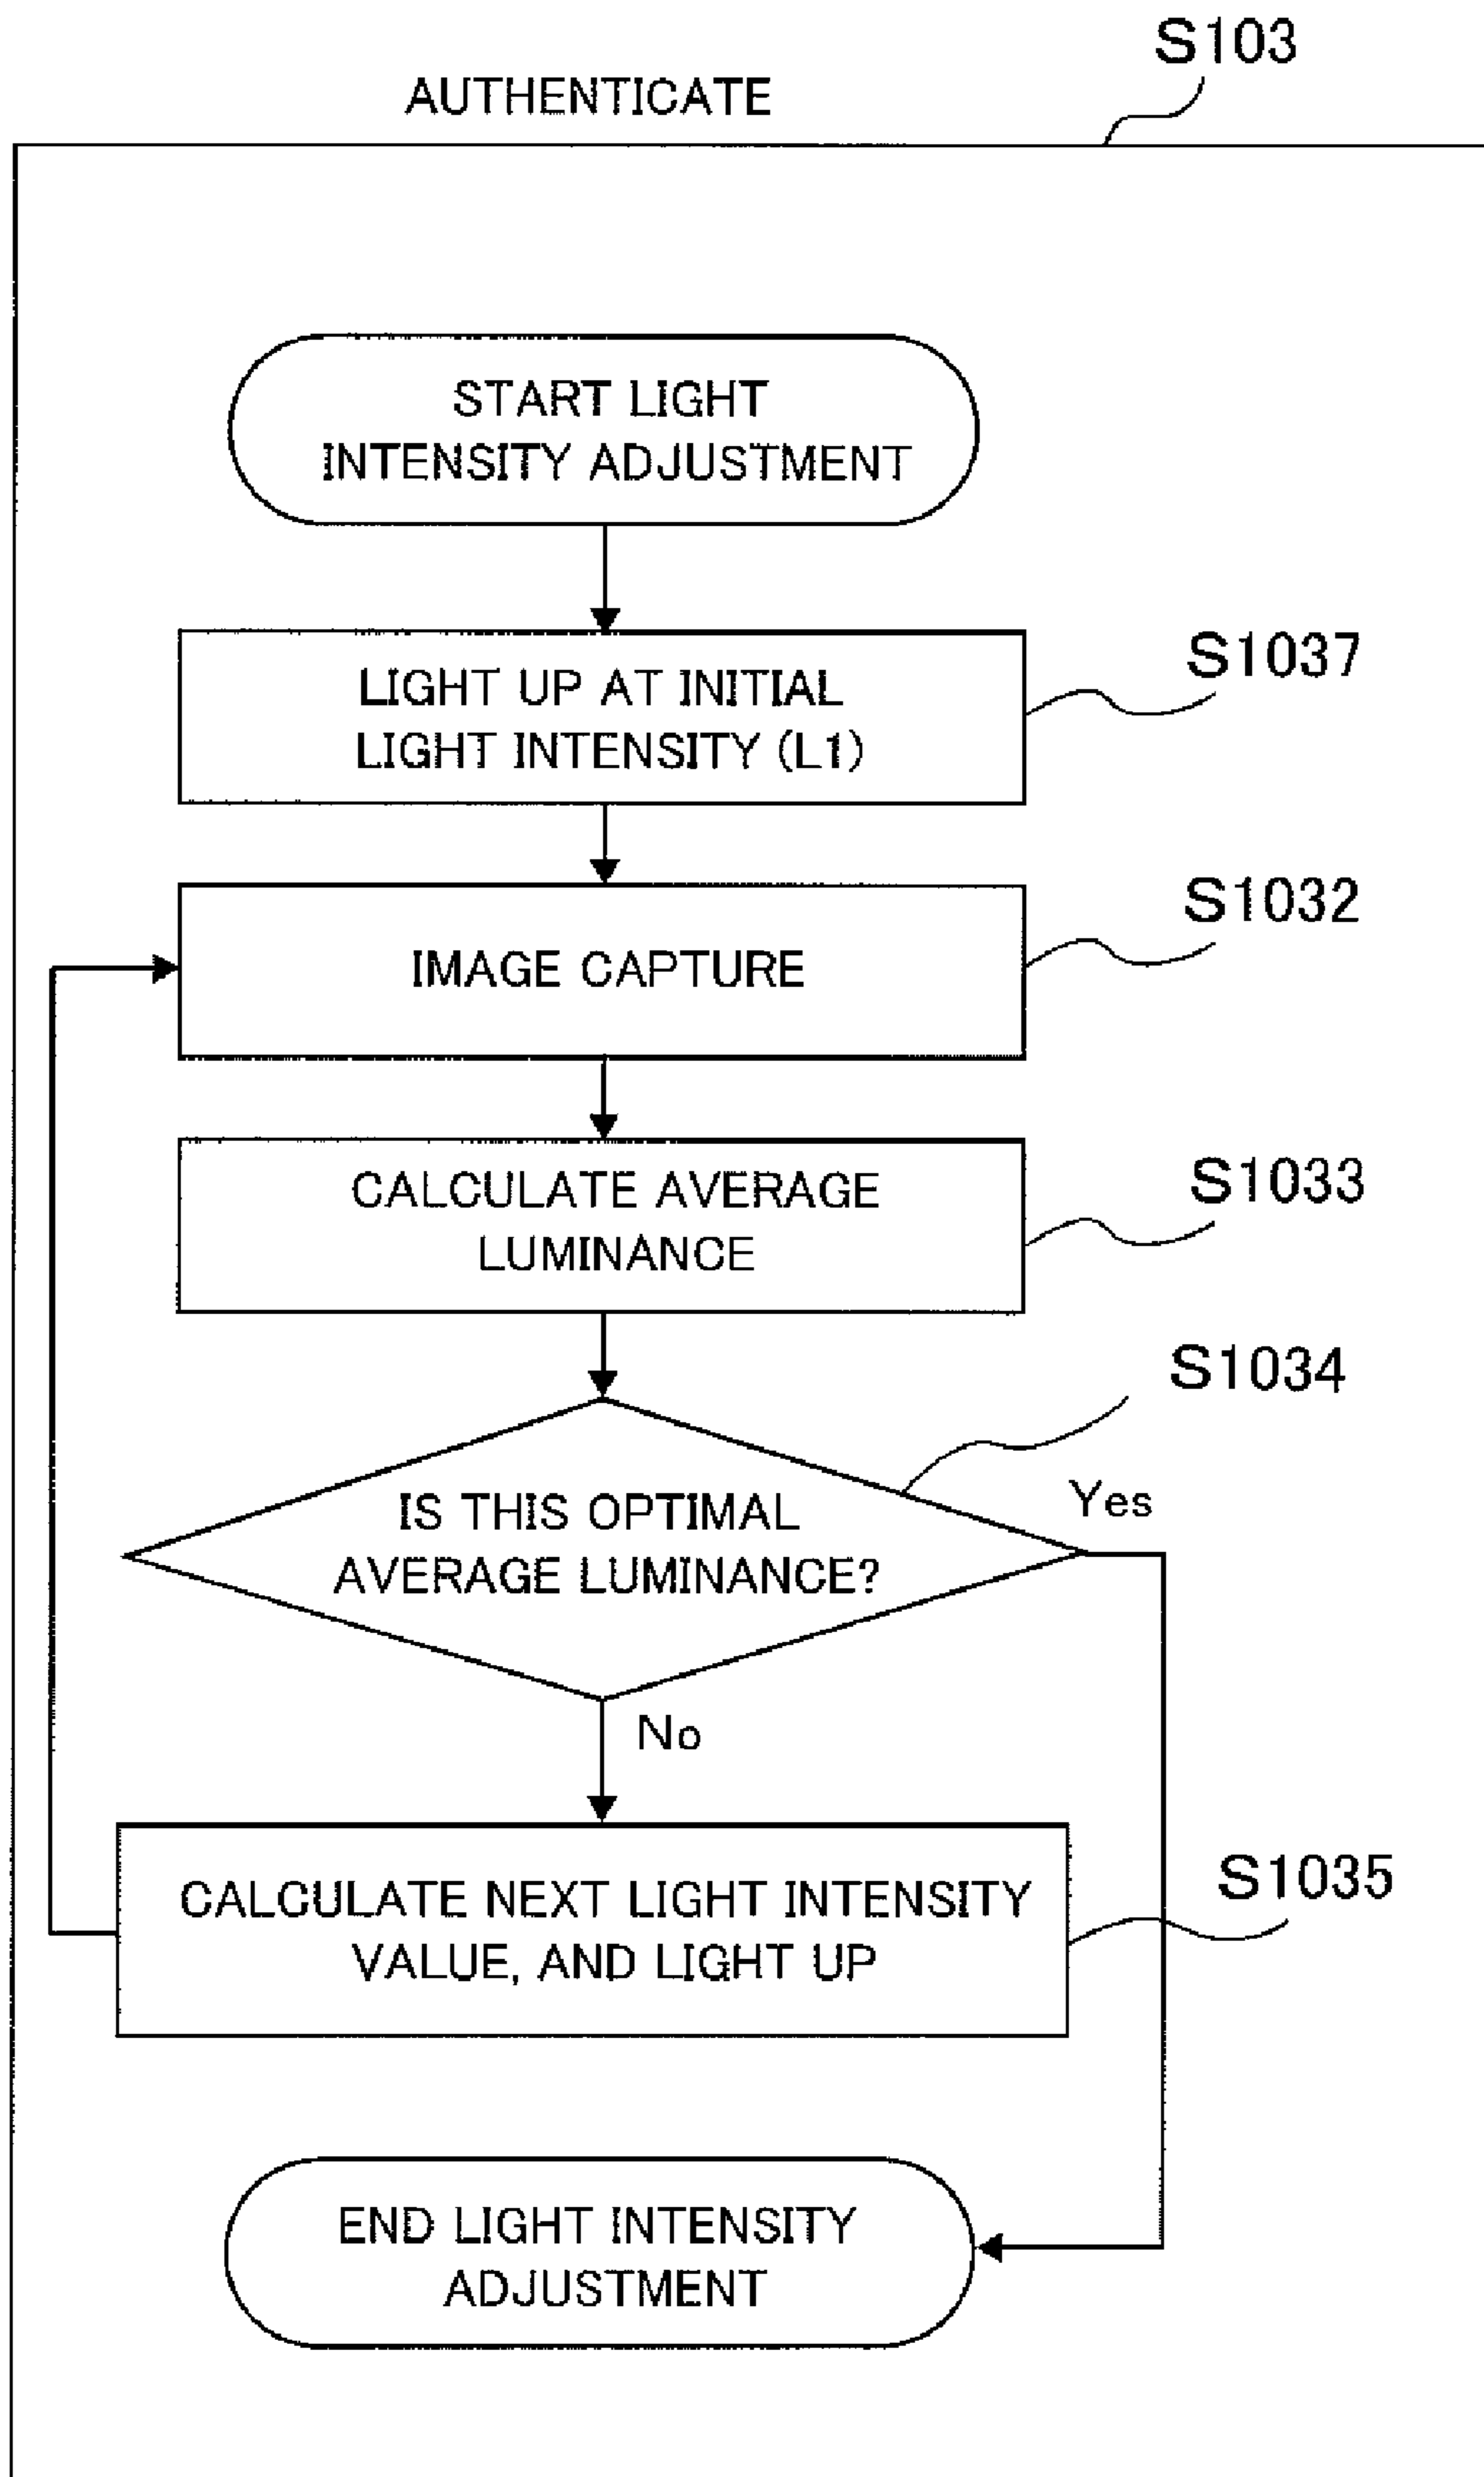 S103
AUTHENTICATE
START LIGHT
INTENSITY ADJUSTMENT
S1037
LIGHT UP AT INITIAL
LIGHT INTENSITY (L1)
S1032
IMAGE CAPTURE
S1033
CALCULATE AVERAGE
LUMINANCE
S1034
Yes
IS THIS OPTIMAL
AVERAGE LUMINANCE?
No
S1035
CALCULATE NEXT LIGHT INTENSITY
VALUE, AND LIGHT UP
END LIGHT INTENSITY
ADJUSTMENT